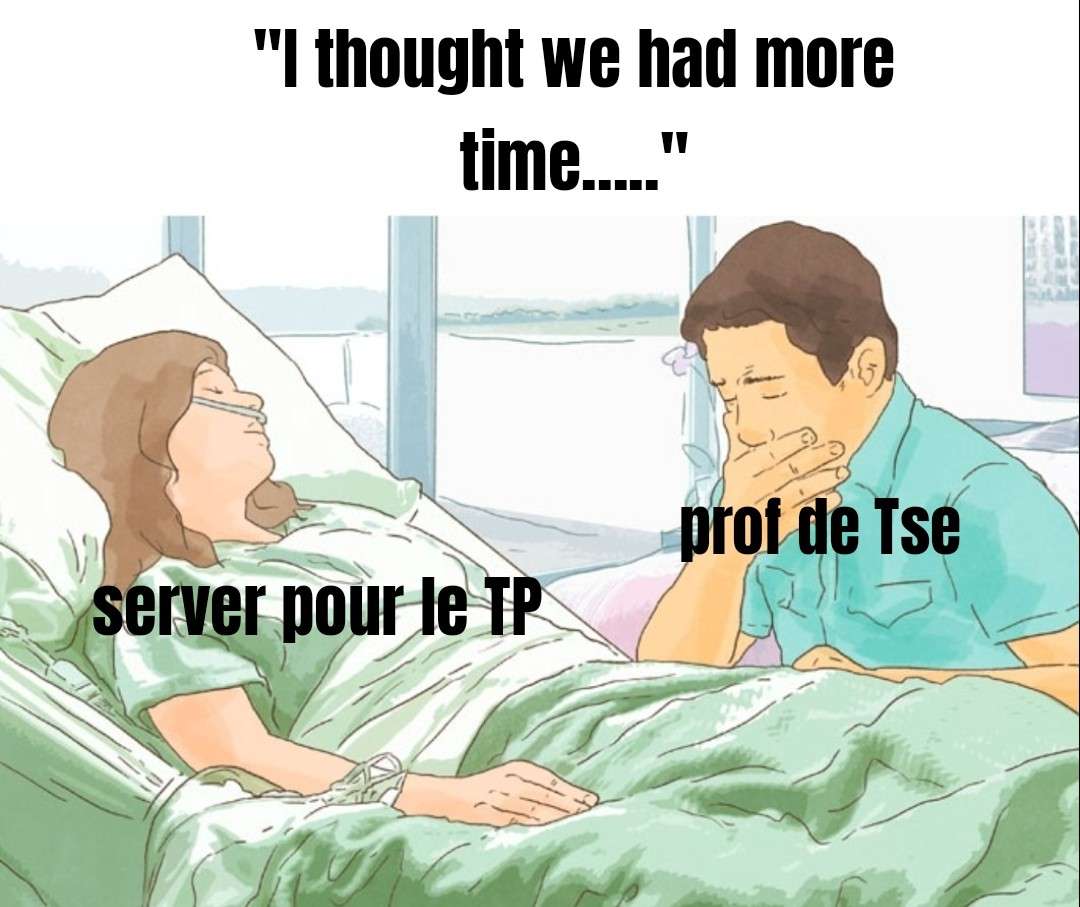 "I thought we had more
time....."
prof de Tse
server pour le TP